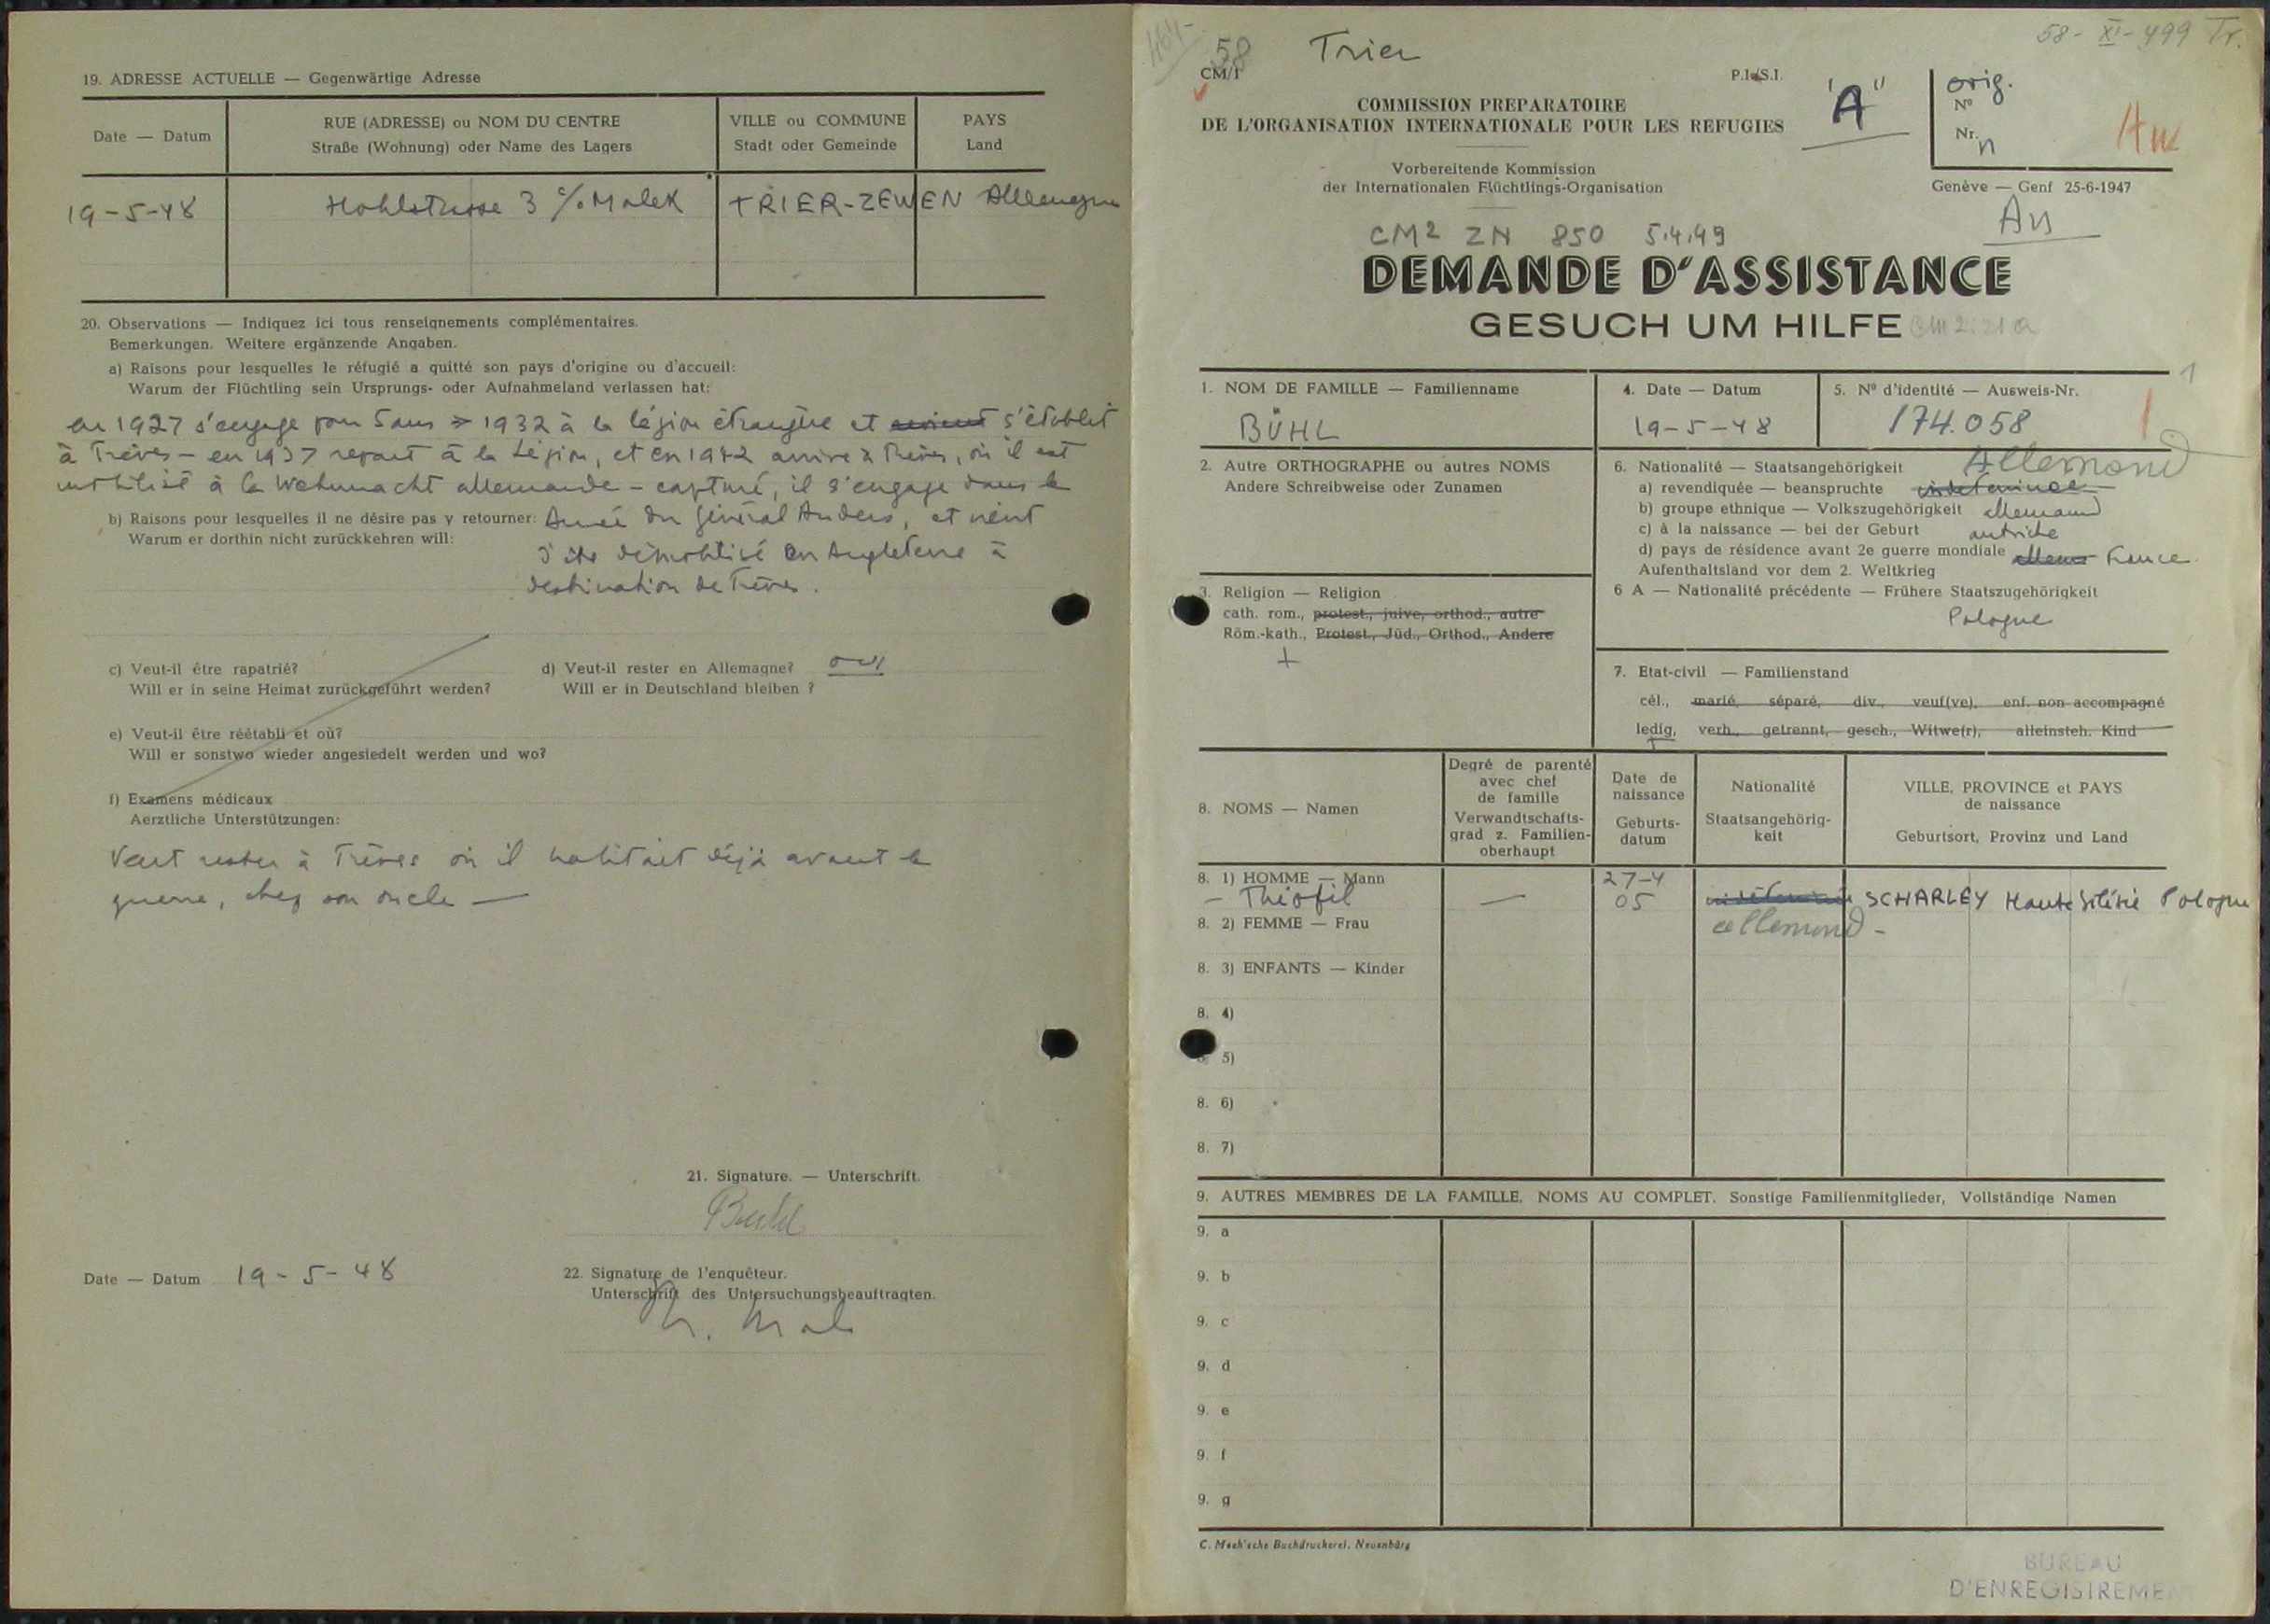 19. ADRESSE ACTUELLE — Gegenwärtige Adresse
Date — Datum
RUE (ADRESSE) ou NOM DU CENTRE
Straße (Wohnung) oder Name des Lagers
VILLE ou COMMUNE
Stadt oder Gemeinde
PAYS
Land
19-5-48 Hohlstrasse 3 c/o Malek TRIER-ZEWEN Allemagne
20. Observations — Indiquez ici tous renseignements complémentaires.
Bemerkungen. Weitere ergänzende Angaben.
a) Raisons pour lesquelles le réfugié a quitté son pays d'origine ou d'accueil:
Warum der Flüchtling sein Ursprungs- oder Aufnahmeland verlassen hat:
en 1927 s'engage pour 5 ans > 1932 à la légion étrangère et s'établit
à Trèves - en 1937 repart à la Légion, et en 1942 arrive à Trèves, où il est
mobilisé à la Wehrmacht allemande - capturé, il s'engage dans le
b) Raisons pour lesquelles il ne désire pas y retourner: Armée du général Anders, et vient
Warum er dorthin nicht zurückkehren will:
d'être démobilisé en Angleterre à
destination de Trèves.
c) Veut-il être rapatrié?
Will er in seine Heimat zurückgeführt werden?
d) Veut-il rester en Allemagne? oui
Will er in Deutschland bleiben ?
e) Veut-il être réétabli et où?
Will er sonstwo wieder angesiedelt werden und wo?
f) Examens médicaux
Aerztliche Unterstützungen:
Veut rester à Trèves où il habitait déjà avant la
guerre, chez son oncle —
21. Signature. — Unterschrift.
Buhl
Date — Datum 19-5-48
22. Signature de l'enquêteur.
Unterschrift des Untersuchungsbeauftragten.
58 Trier
58-XI-499 Tr.
CM/1
P.I.S.I.
"A"
orig.
Nº
Nr.
n
COMMISSION PREPARATOIRE
DE L'ORGANISATION INTERNATIONALE POUR LES REFUGIES
Vorbereitende Kommission
der Internationalen Flüchtlings-Organisation
Genève — Genf 25-6-1947
CM2 ZN 850 5.4.49
DEMANDE D'ASSISTANCE
GESUCH UM HILFE
1. NOM DE FAMILLE — Familienname
BÜHL
4. Date — Datum
19-5-48
5. Nº d'identité — Ausweis-Nr.
174.058
2. Autre ORTHOGRAPHE ou autres NOMS
Andere Schreibweise oder Zunamen
6. Nationalité — Staatsangehörigkeit Allemand
a) revendiquée — beanspruchte indeterminée
b) groupe ethnique — Volkszugehörigkeit allemand
c) à la naissance — bei der Geburt autriche
d) pays de résidence avant 2e guerre mondiale France
Aufenthaltsland vor dem 2. Weltkrieg
3. Religion — Religion
cath. rom., protest., juive, orthod., autre
Röm.-kath., Protest., Jüd., Orthod., Andere
+
6 A — Nationalité précédente — Frühere Staatszugehörigkeit
Pologne
7. Etat-civil — Familienstand
cél., marié, séparé, div., veuf(ve), enf. non accompagné
ledig, verh., getrennt, gesch., Witwe(r), alleinsteh. Kind
8. NOMS — Namen
Degré de parenté
avec chef
de famille
Verwandtschafts-
grad z. Familien-
oberhaupt
Date de
naissance
Geburts-
datum
Nationalité
Staatsangehörig-
keit
VILLE, PROVINCE et PAYS
de naissance
Geburtsort, Provinz und Land
8. 1) HOMME — Mann
- Théofil — 27-4 05 indéterminée SCHARLEY Haute Silésie Pologne
allemand -
8. 2) FEMME — Frau
8. 3) ENFANTS — Kinder
8. 4)
5)
8. 6)
8. 7)
9. AUTRES MEMBRES DE LA FAMILLE, NOMS AU COMPLET. Sonstige Familienmitglieder, Vollständige Namen
9. a
9. b
9. c
9. d
9. e
9. f
9. g
C. Meeh'sche Buchdruckerei, Neuenbürg
BUREAU
D'ENREGISTREME